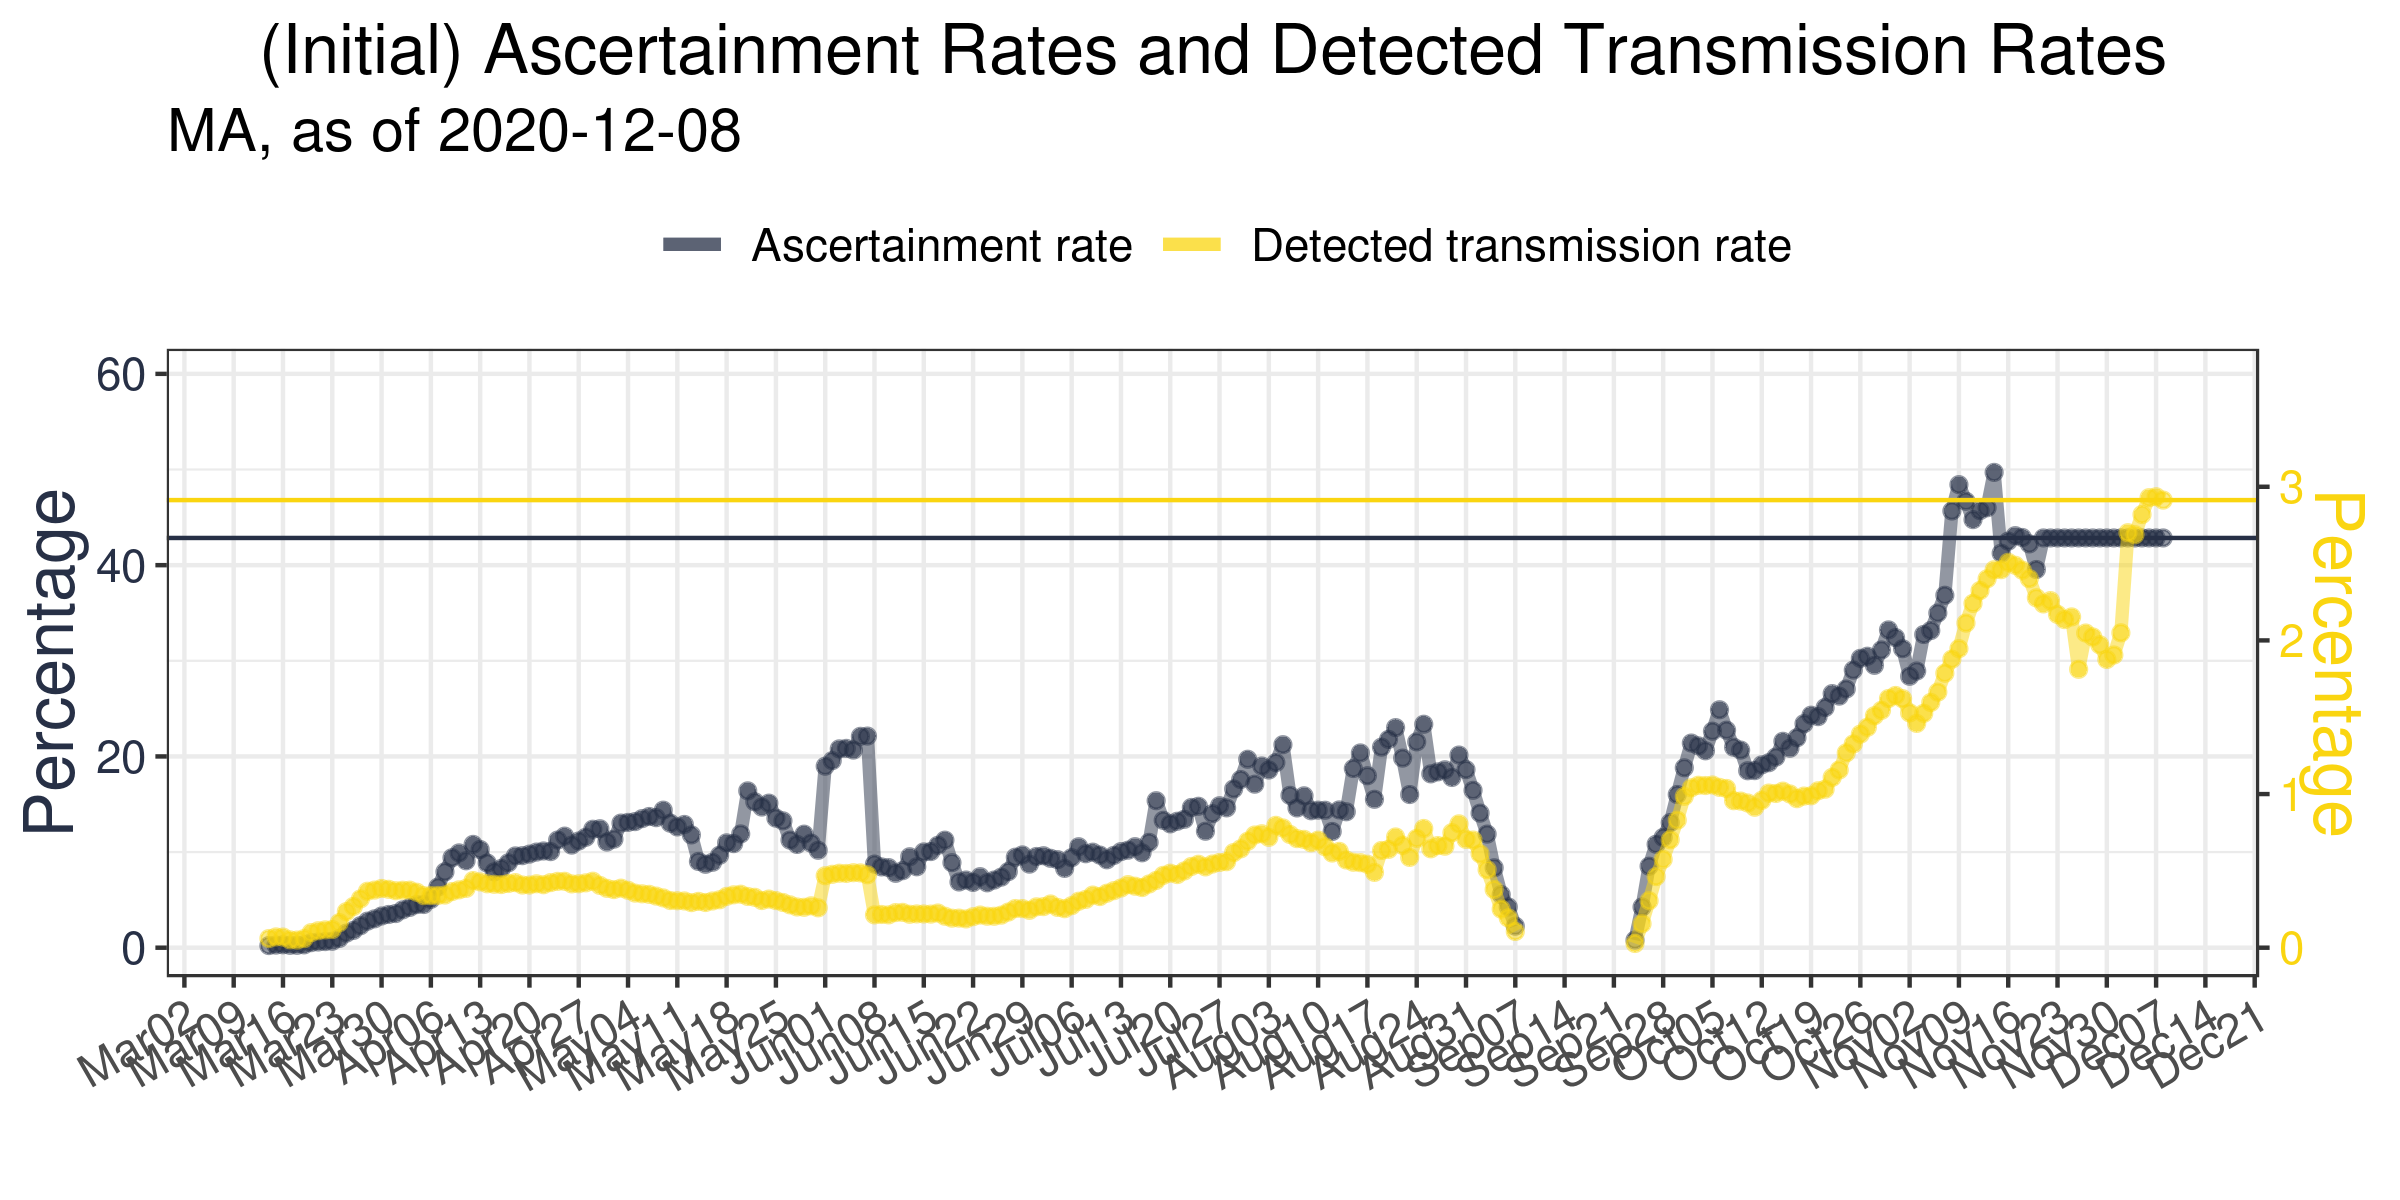 (Initial) Ascertainment Rates and Detected Transmission Rates
MA, as of 2020-12-08
Ascertainment rate
Detected transmission rate
Percentage
60
40
20
0
3
2
1
0
Percentage
Mar02
Mar09
Mar16
Mar23
Mar30
Apr06
Apr13
Apr20
Apr27
May04
May11
May18
May25
Jun01
Jun08
Jun15
Jun22
Jun29
Jul06
Jul13
Jul20
Jul27
Aug03
Aug10
Aug17
Aug24
Aug31
Sep07
Sep14
Sep21
Sep28
Oct05
Oct12
Oct19
Oct26
Nov02
Nov09
Nov16
Nov23
Nov30
Dec07
Dec14
Dec21